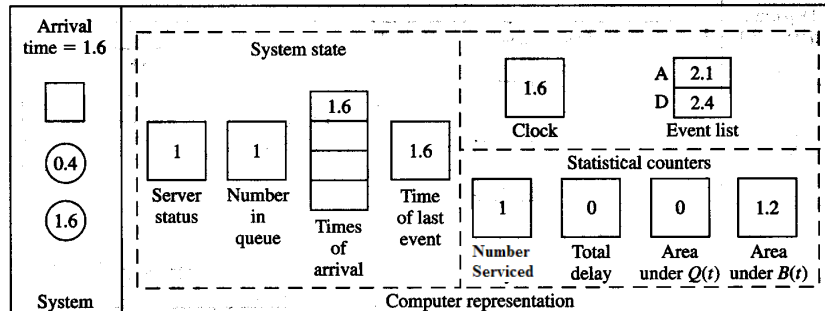 Arrival
time = 1.6
0.4
1.6
System
System state
1
Server
status
1
Number
in
queue
1.6
Times
of
arrival
1.6
Time
of last
event
1.6
Clock
A 2.1
D 2.4
Event list
Statistical counters
1
Number
Serviced
0
Total
delay
0
Area
under Q(t)
1.2
Area
under B(t)
Computer representation